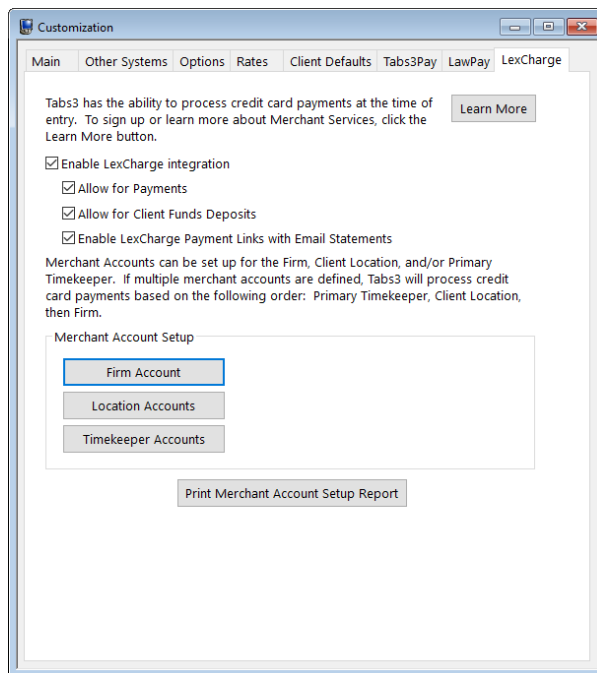 Customization
Main Other Systems Options Rates Client Defaults Tabs3Pay LawPay LexCharge
Tabs3 has the ability to process credit card payments at the time of
entry. To sign up or learn more about Merchant Services, click the
Learn More button.
Learn More
Enable LexCharge integration
Allow for Payments
Allow for Client Funds Deposits
Enable LexCharge Payment Links with Email Statements
Merchant Accounts can be set up for the Firm, Client Location, and/or Primary
Timekeeper. If multiple merchant accounts are defined, Tabs3 will process credit
card payments based on the following order: Primary Timekeeper, Client Location,
then Firm.
Merchant Account Setup
Firm Account
Location Accounts
Timekeeper Accounts
Print Merchant Account Setup Report